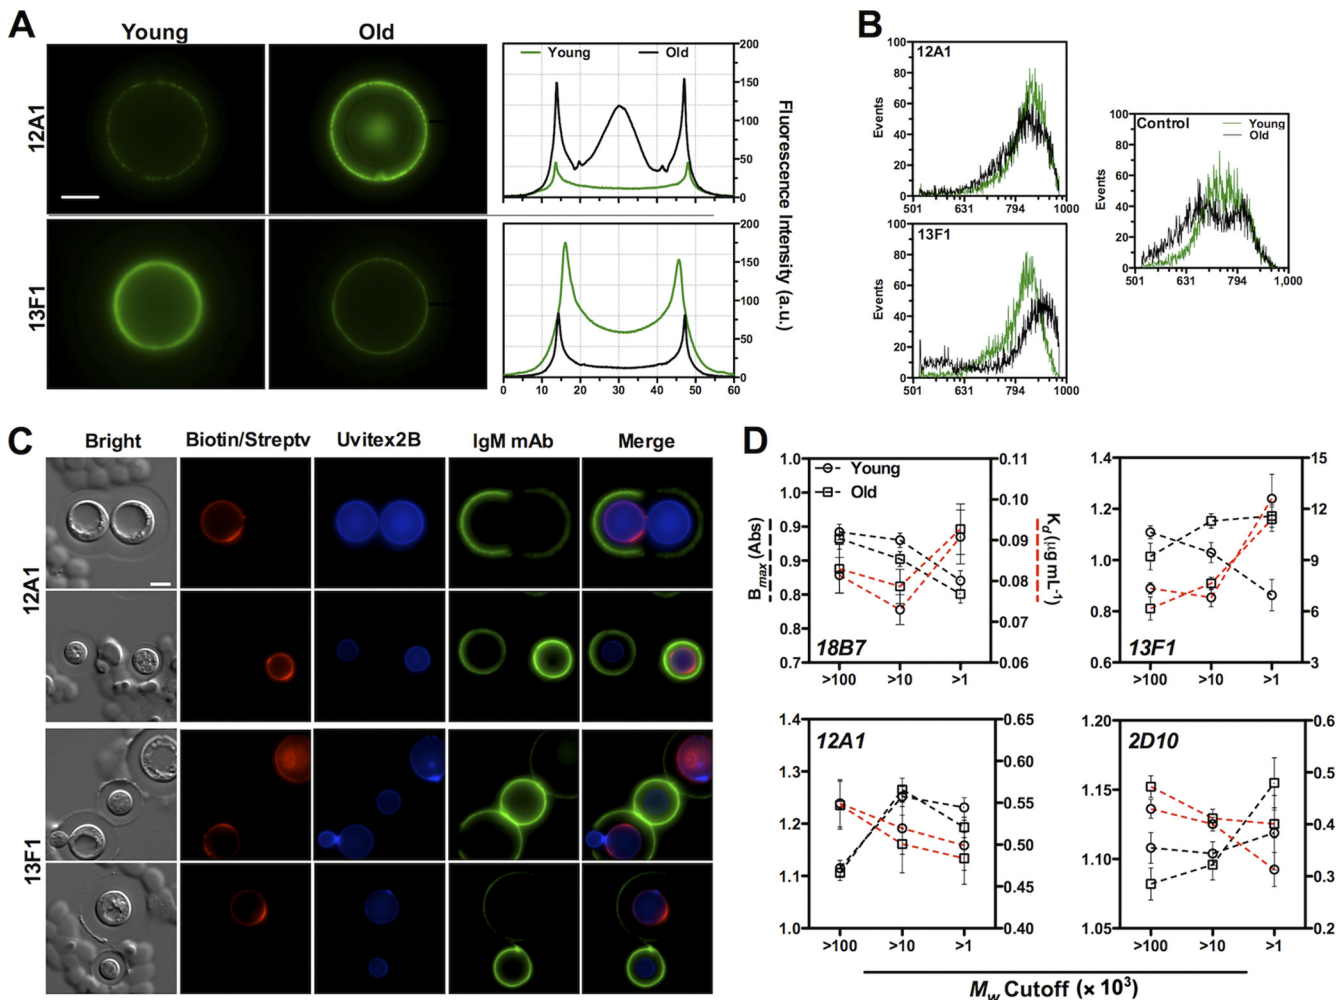 A
Young
Old
12A1
13F1
Young
Old
200
150
100
50
0
200
150
100
50
0
0
10
20
30
40
50
60
Fluorescence Intensity (a.u.)
B
12A1
Events
100
80
60
40
20
0
501
631
794
1000
13F1
Events
100
80
60
40
20
0
501
631
794
1000
Control
Young
Old
Events
100
80
60
40
20
0
501
631
794
1,000
C
Bright
Biotin/Streptv
Uvitex2B
IgM mAb
Merge
12A1
13F1
D
Young
Old
Bmax (Abs)
1.0
1.0
0.9
0.9
0.8
0.8
0.7
0.11
0.10
0.09
0.08
0.07
0.06
Kd (µg mL-1)
18B7
>100
>10
>1
1.4
1.2
1.0
0.8
0.6
15
12
9
6
3
13F1
>100
>10
>1
1.4
1.3
1.2
1.1
1.0
0.65
0.60
0.55
0.50
0.45
0.40
12A1
>100
>10
>1
1.20
1.15
1.10
1.05
0.6
0.5
0.4
0.3
0.2
2D10
>100
>10
>1
Mw Cutoff (× 10³)